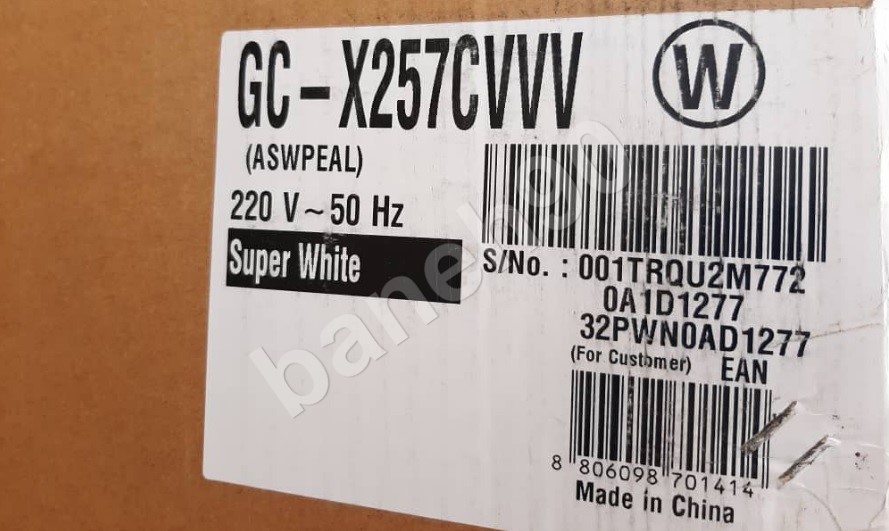 GC-X257CVVV
W
(ASWPEAL)
220 V ~ 50 Hz
Super White
S/No. : 001TRQU2M772
0A1D1277
32PWN0AD1277
(For Customer) EAN
8 806098 701414
Made in China
banehgo